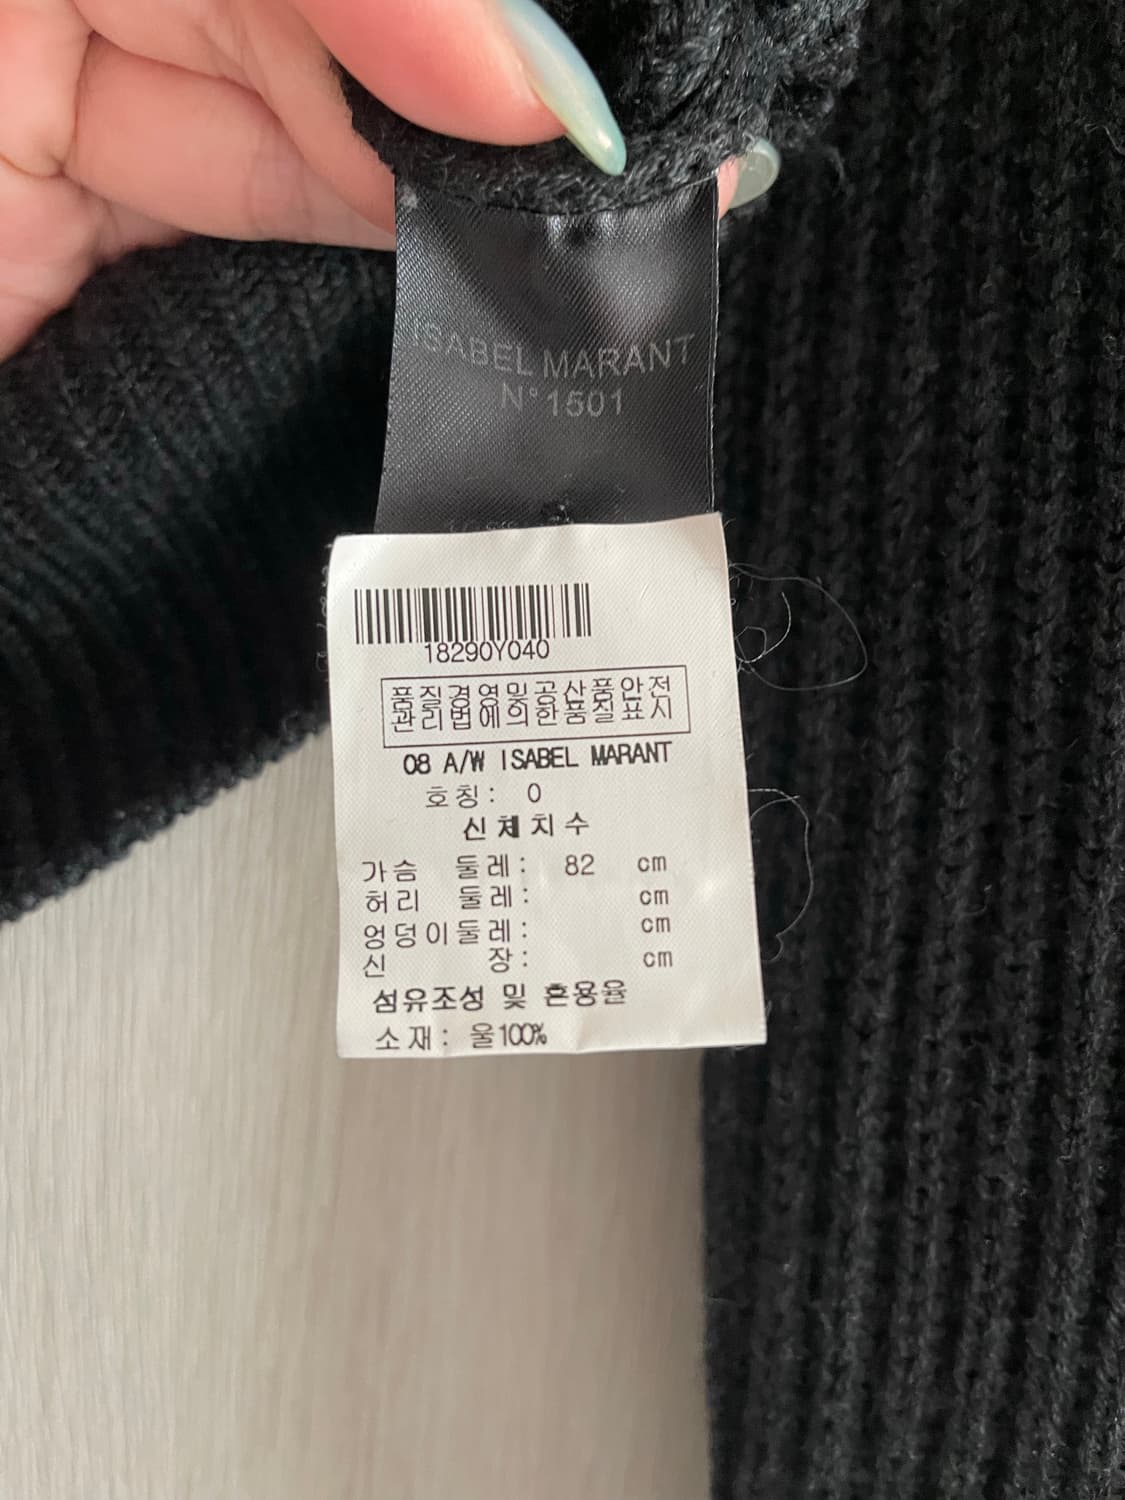 ISABEL MARANT
N° 1501
18290Y040
품질경영및공산품안전
관리법에의한품질표시
08 A/W ISABEL MARANT
호칭: 0
신체치수
가슴 둘레: 82 cm
허리 둘레: cm
엉덩이둘레: cm
신 장: cm
섬유조성 및 혼용율
소재: 울100%